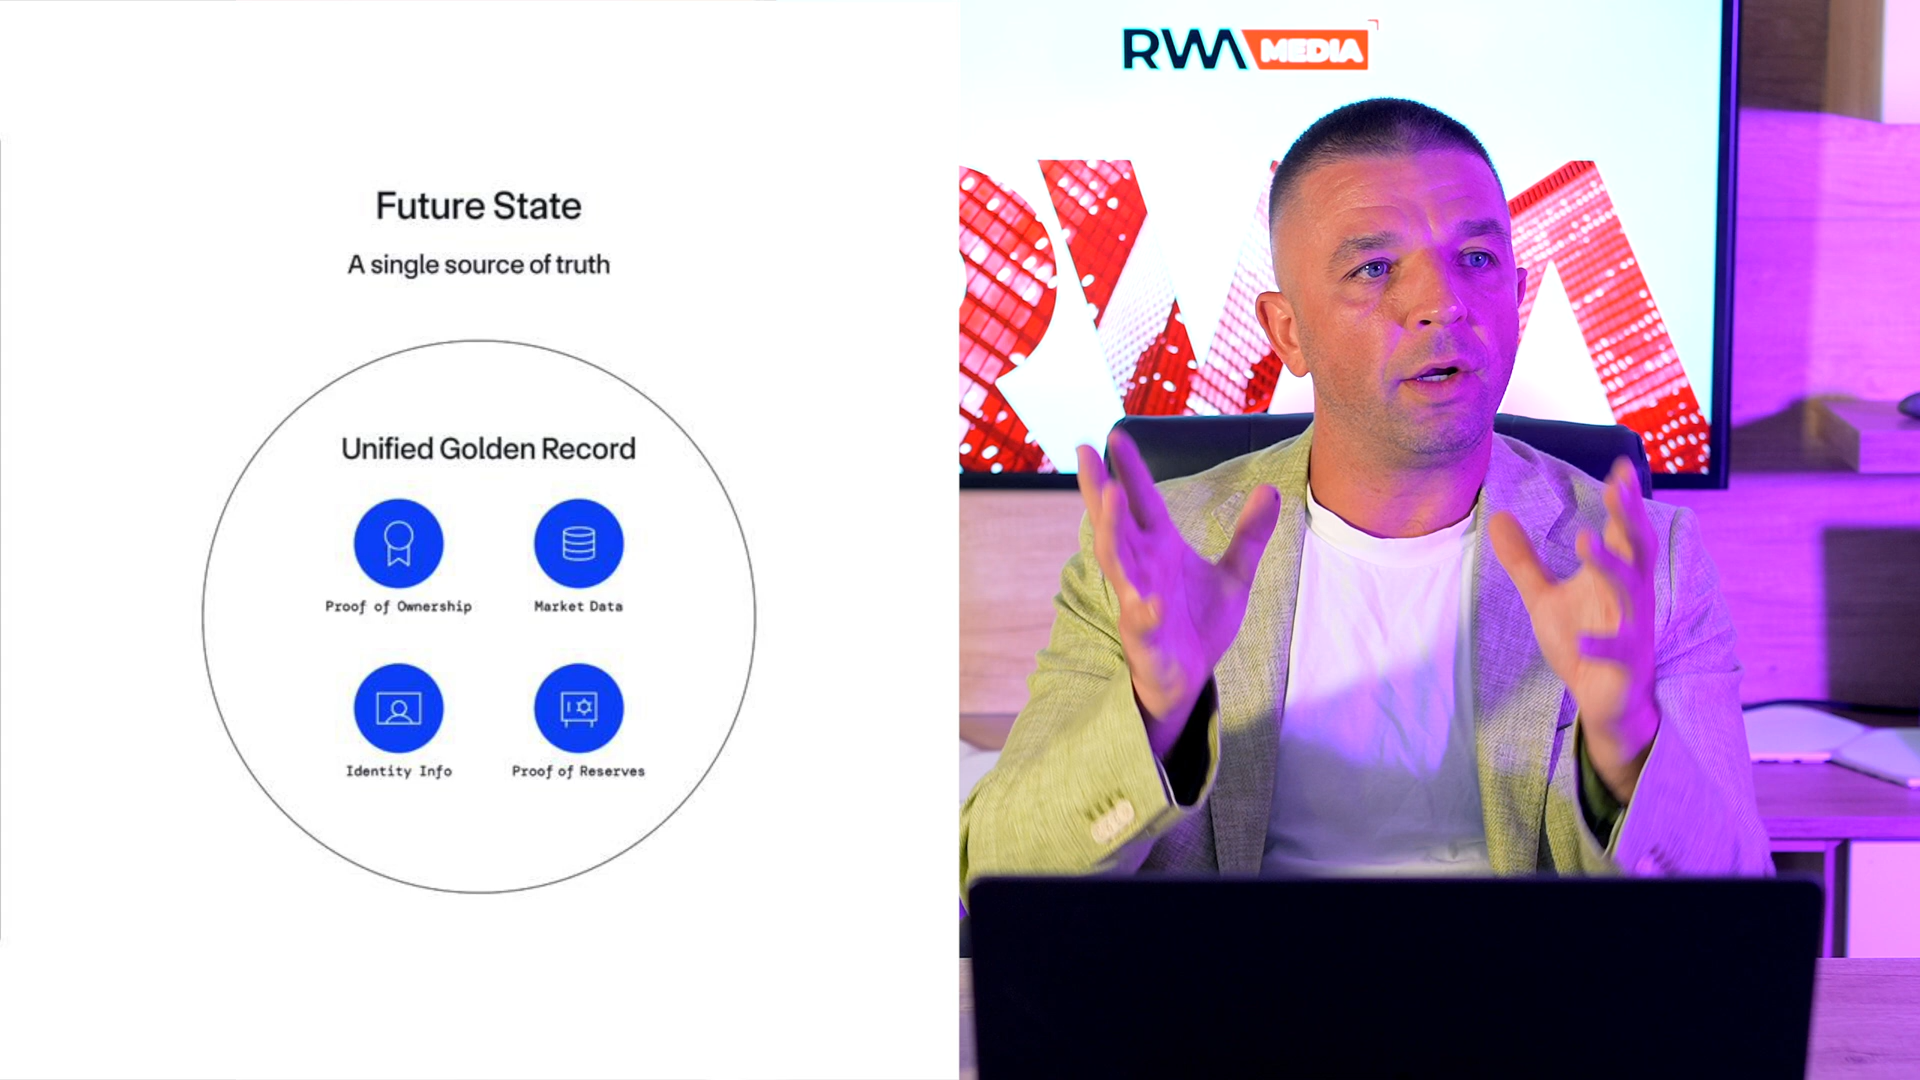 Future State
A single source of truth
Unified Golden Record
Proof of Ownership
Market Data
Identity Info
Proof of Reserves
RWA MEDIA
RWA